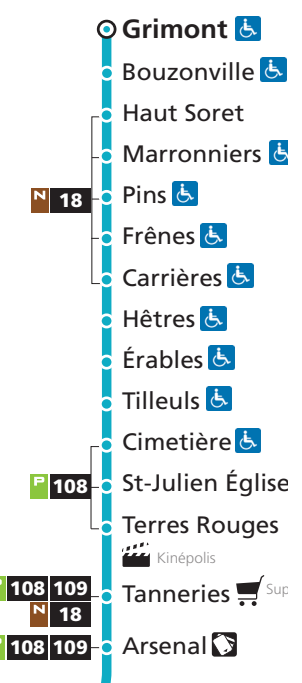 Grimont
Bouzonville
Haut Soret
Marronniers
N 18 Pins
Frênes
Carrières
Hêtres
Érables
Tilleuls
Cimetière
P 108 St-Julien Église
Terres Rouges
Kinépolis
108 109
Tanneries
N 18
108 109 Arsenal